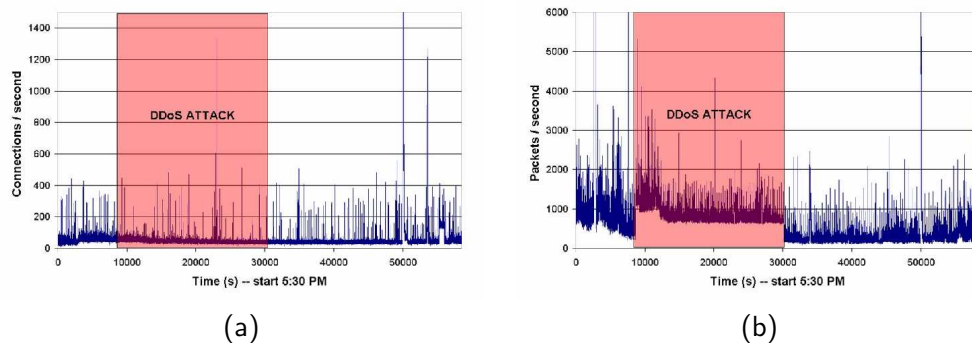 1400
1200
1000
800
600
400
200
0
Connections / second
DDoS ATTACK
0 10000 20000 30000 40000 50000
Time (s) -- start 5:30 PM
(a)
6000
5000
4000
3000
2000
1000
0
Packets / second
DDoS ATTACK
0 10000 20000 30000 40000 50000
Time (s) -- start 5:30 PM
(b)